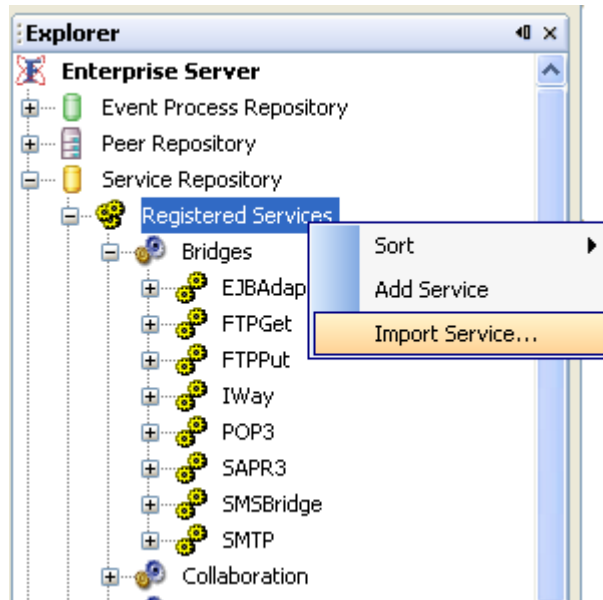 Explorer
Enterprise Server
Event Process Repository
Peer Repository
Service Repository
Registered Services
Bridges
Sort
EJBAdap
Add Service
FTPGet
Import Service...
FTPPut
IWay
POP3
SAPR3
SMSBridge
SMTP
Collaboration